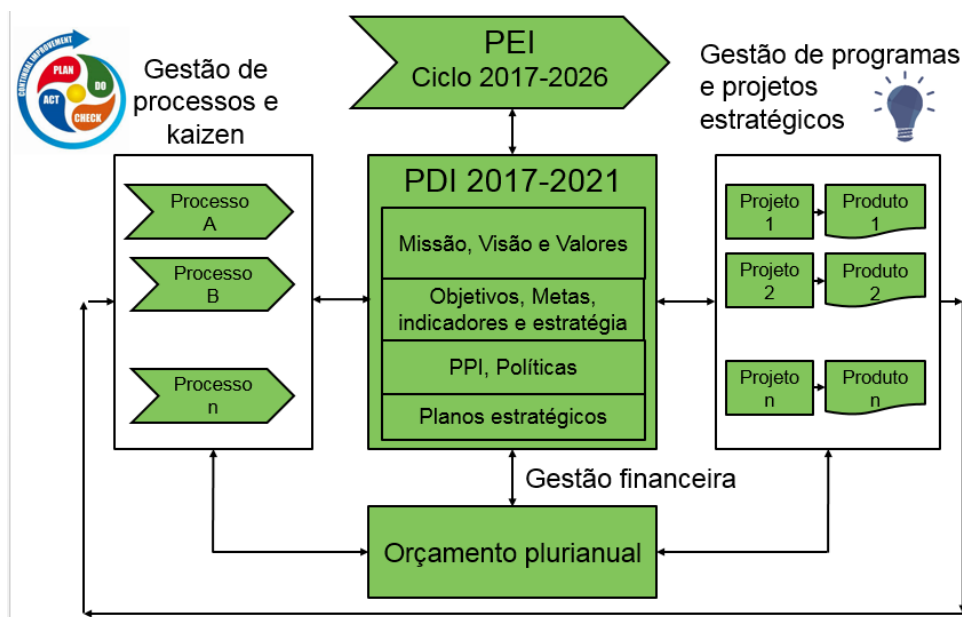 PEI
Ciclo 2017-2026
CONTINUAL IMPROVEMENT
PLAN
DO
ACT
CHECK
Gestão de
processos e
kaizen
Gestão de programas
e projetos
estratégicos
Processo
A
Processo
B
Processo
n
PDI 2017-2021
Missão, Visão e Valores
Objetivos, Metas,
indicadores e estratégia
PPI, Políticas
Planos estratégicos
Projeto
1
Produto
1
Projeto
2
Produto
2
Projeto
n
Produto
n
Gestão financeira
Orçamento plurianual